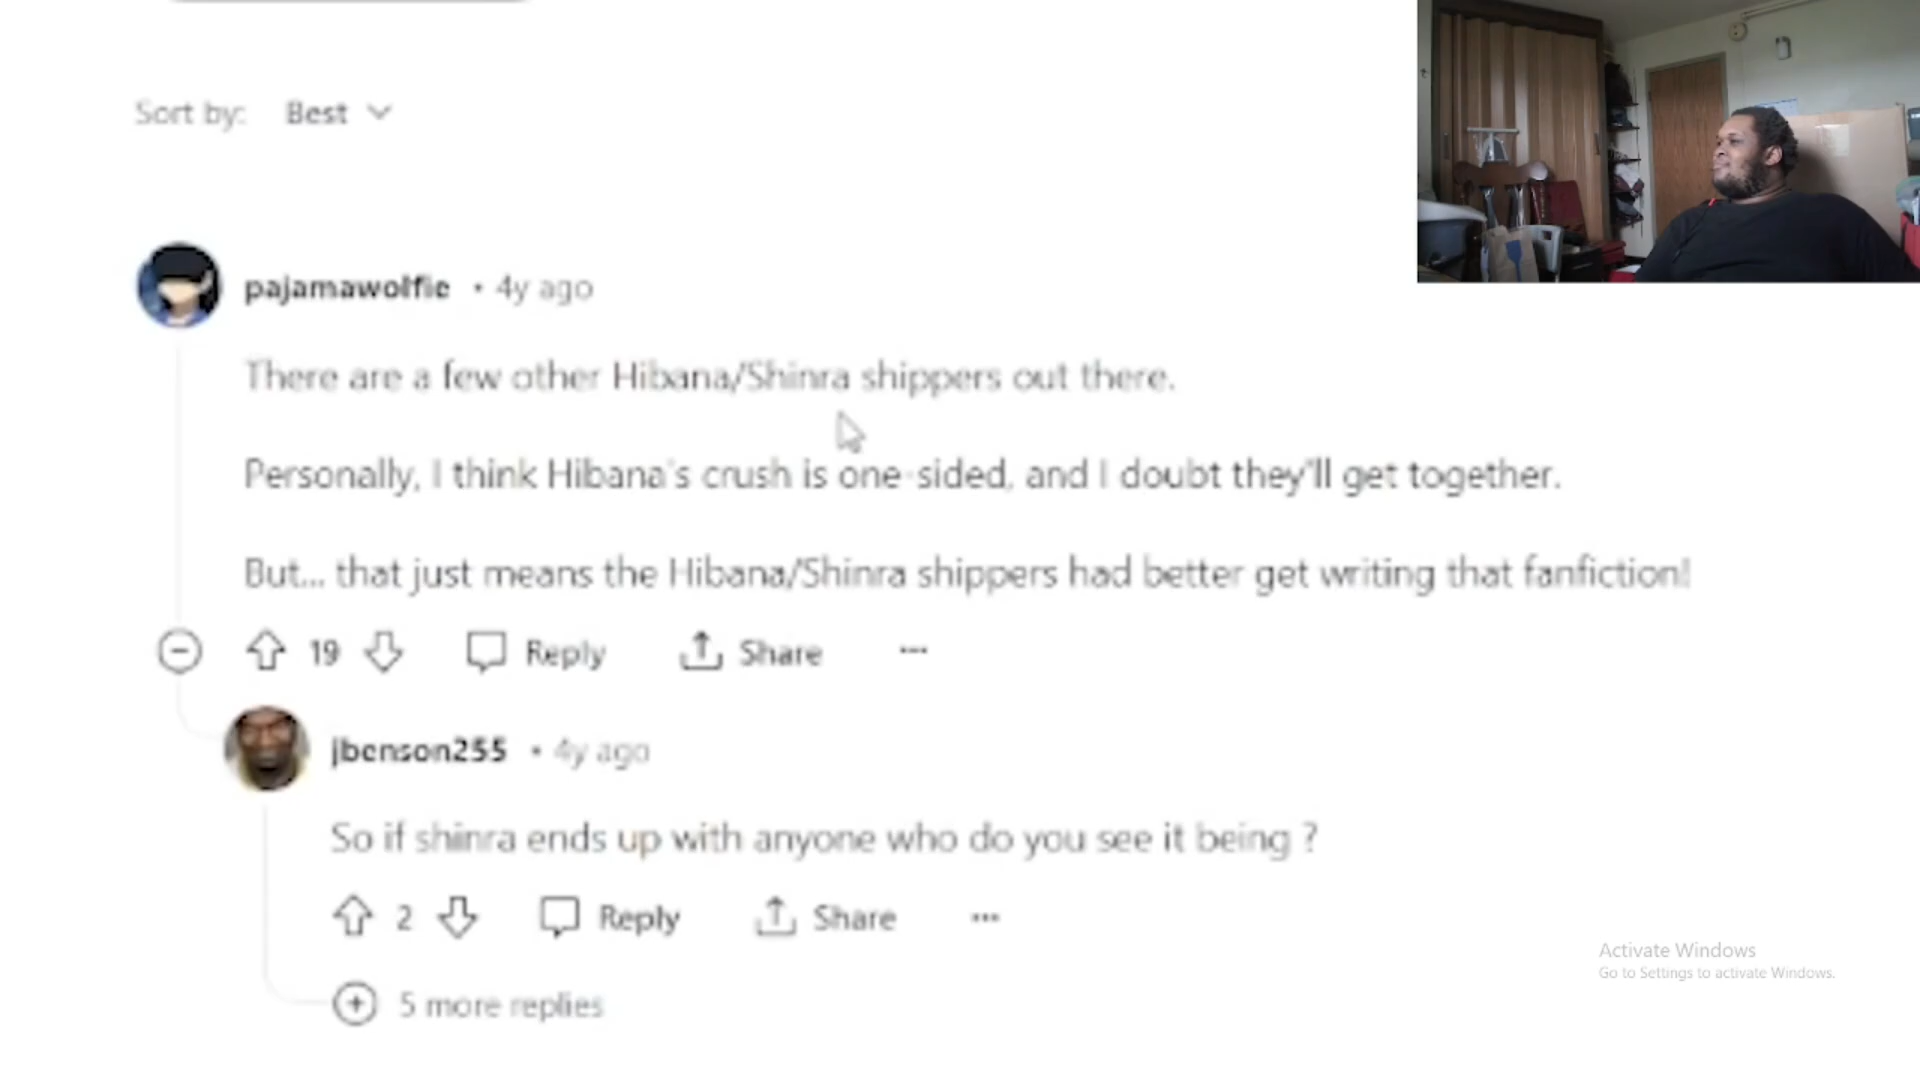 Sort by: Best
pajamawolfie • 4y ago
There are a few other Hibana/Shinra shippers out there.
Personally, I think Hibana's crush is one-sided, and I doubt they'll get together.
But... that just means the Hibana/Shinra shippers had better get writing that fanfiction!
19 Reply Share ...
jbenson255 • 4y ago
So if shinra ends up with anyone who do you see it being ?
2 Reply Share ...
5 more replies
Activate Windows
Go to Settings to activate Windows.